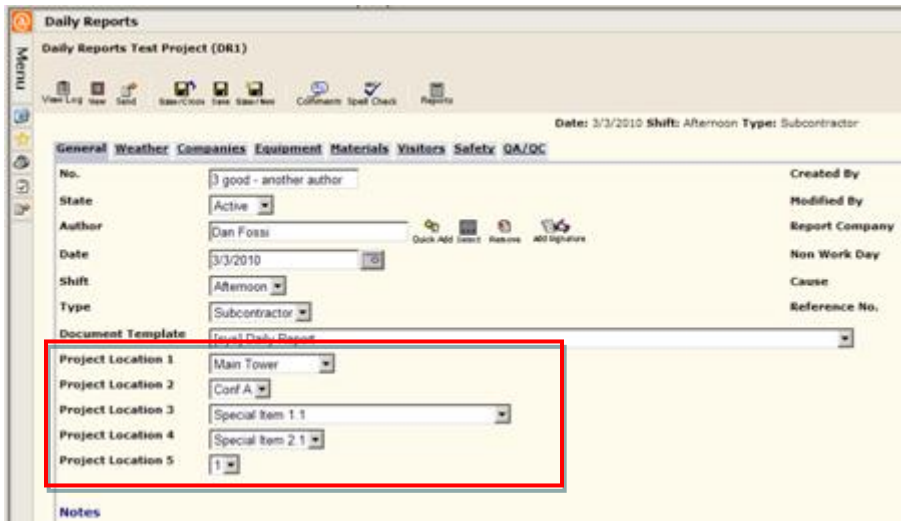 Daily Reports
Menu
Daily Reports Test Project (DR1)
View Log View Send Save/Close Save Save/New Comments Spell Check Reports
Date: 3/3/2010 Shift: Afternoon Type: Subcontractor
General Weather Companies Equipment Materials Visitors Safety QA/QC
No. 3 good - another author Created By
State Active Modified By
Author Dan Fossi Quick Add Select Remove Add Signature Report Company
Date 3/3/2010 Non Work Day
Shift Afternoon Cause
Type Subcontractor Reference No.
Document Template [sys] Daily Report
Project Location 1 Main Tower
Project Location 2 Conf A
Project Location 3 Special Item 1.1
Project Location 4 Special Item 2.1
Project Location 5 1
Notes